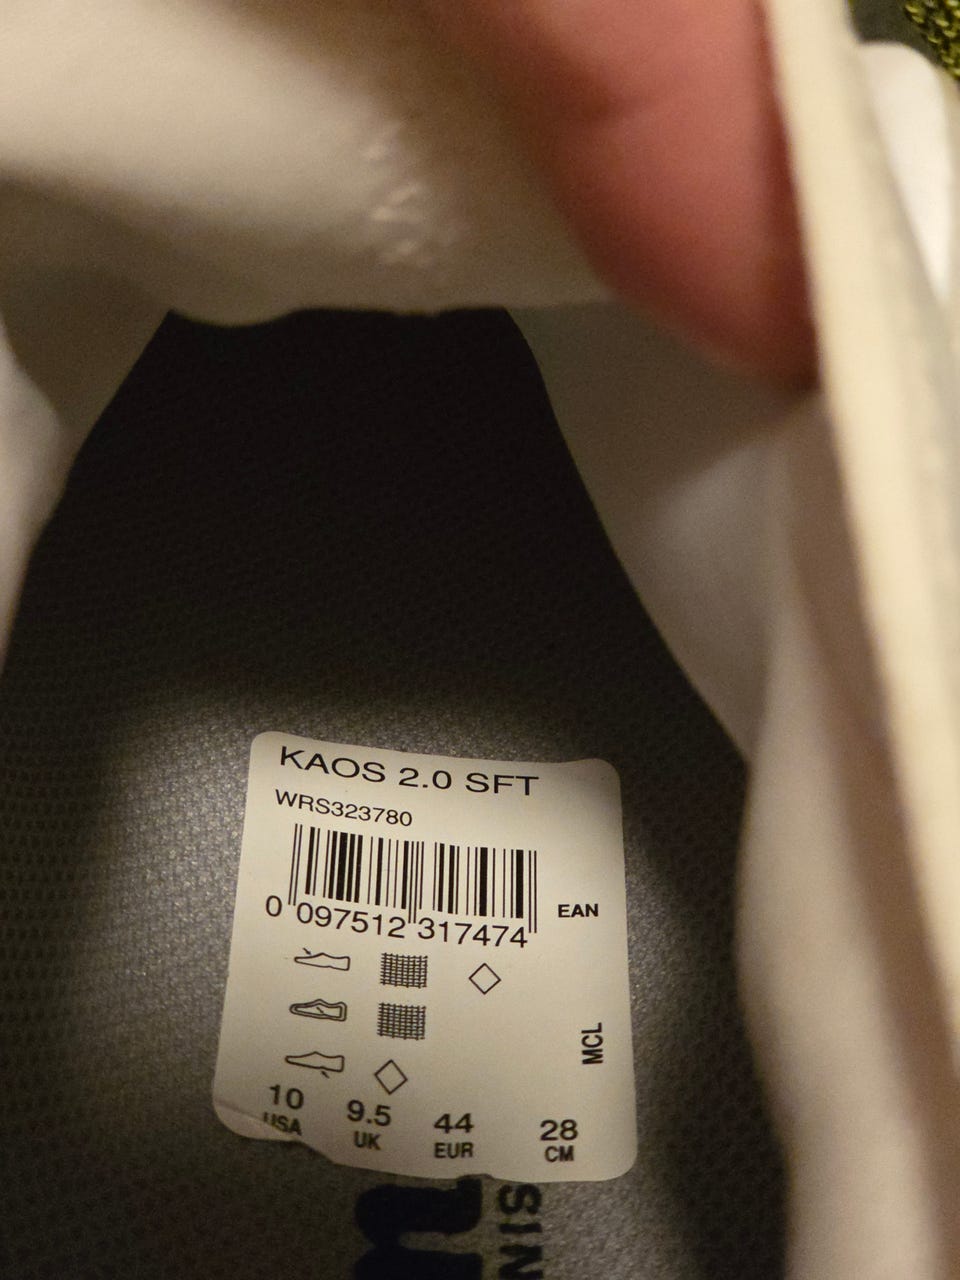 KAOS 2.0 SFT
WRS323780
0 097512 317474
EAN
MCL
10 9.5 44 28
USA UK EUR CM
SIN